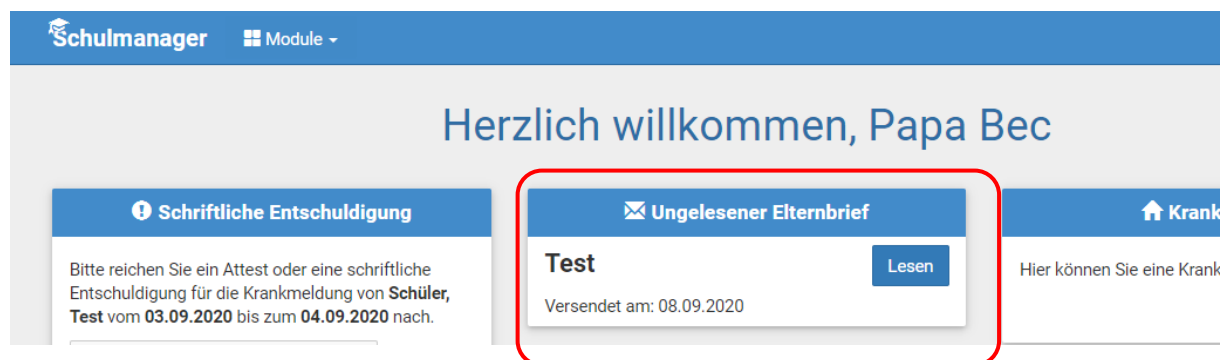 Schulmanager Module
Herzlich willkommen, Papa Bec
Schriftliche Entschuldigung
Bitte reichen Sie ein Attest oder eine schriftliche
Entschuldigung für die Krankmeldung von Schüler,
Test vom 03.09.2020 bis zum 04.09.2020 nach.
Ungelesener Elternbrief
Test Lesen
Versendet am: 08.09.2020
Krank
Hier können Sie eine Krank